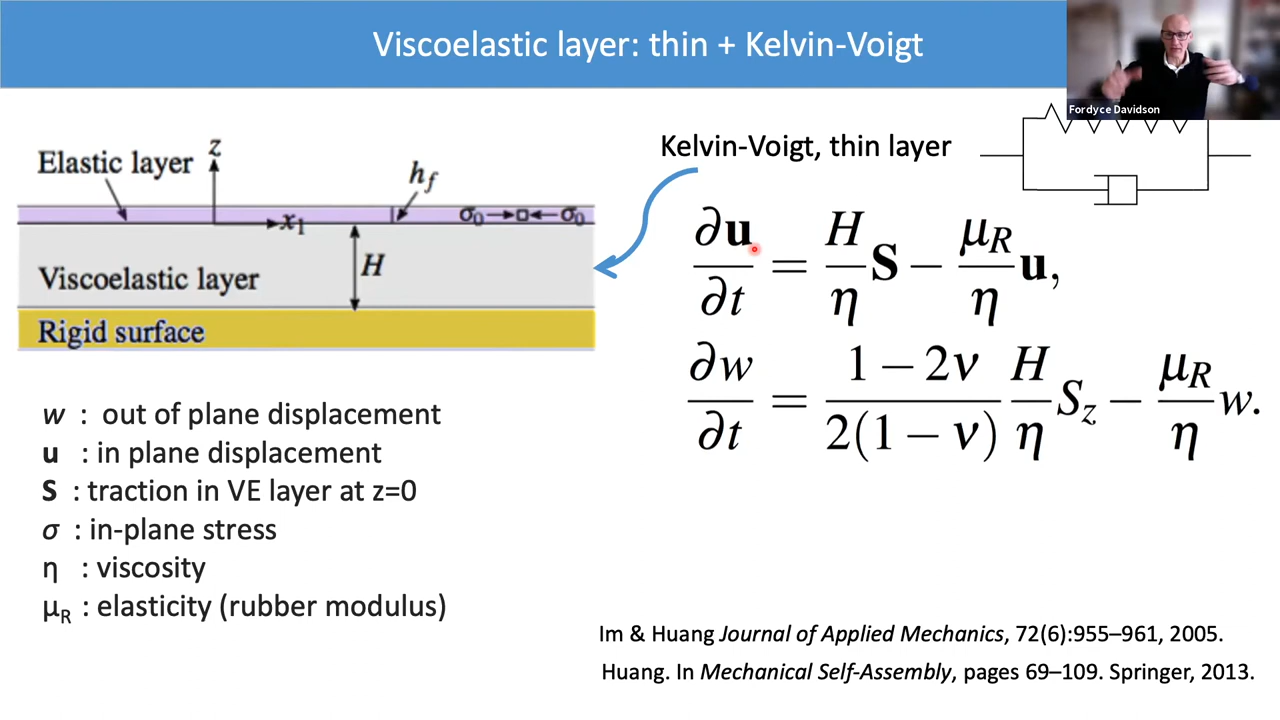 Viscoelastic layer: thin + Kelvin-Voigt
Fordyce Davidson
Elastic layer
z
h_f
x₁
σ₀ σ₀
H
Viscoelastic layer
Rigid surface
Kelvin-Voigt, thin layer
∂u/∂t = H/η S − μ_R/η u,
∂w/∂t = (1 − 2ν)/(2(1 − ν)) H/η S_z − μ_R/η w.
w : out of plane displacement
u : in plane displacement
S : traction in VE layer at z=0
σ : in-plane stress
η : viscosity
μ_R : elasticity (rubber modulus)
Im & Huang Journal of Applied Mechanics, 72(6):955–961, 2005.
Huang. In Mechanical Self-Assembly, pages 69–109. Springer, 2013.